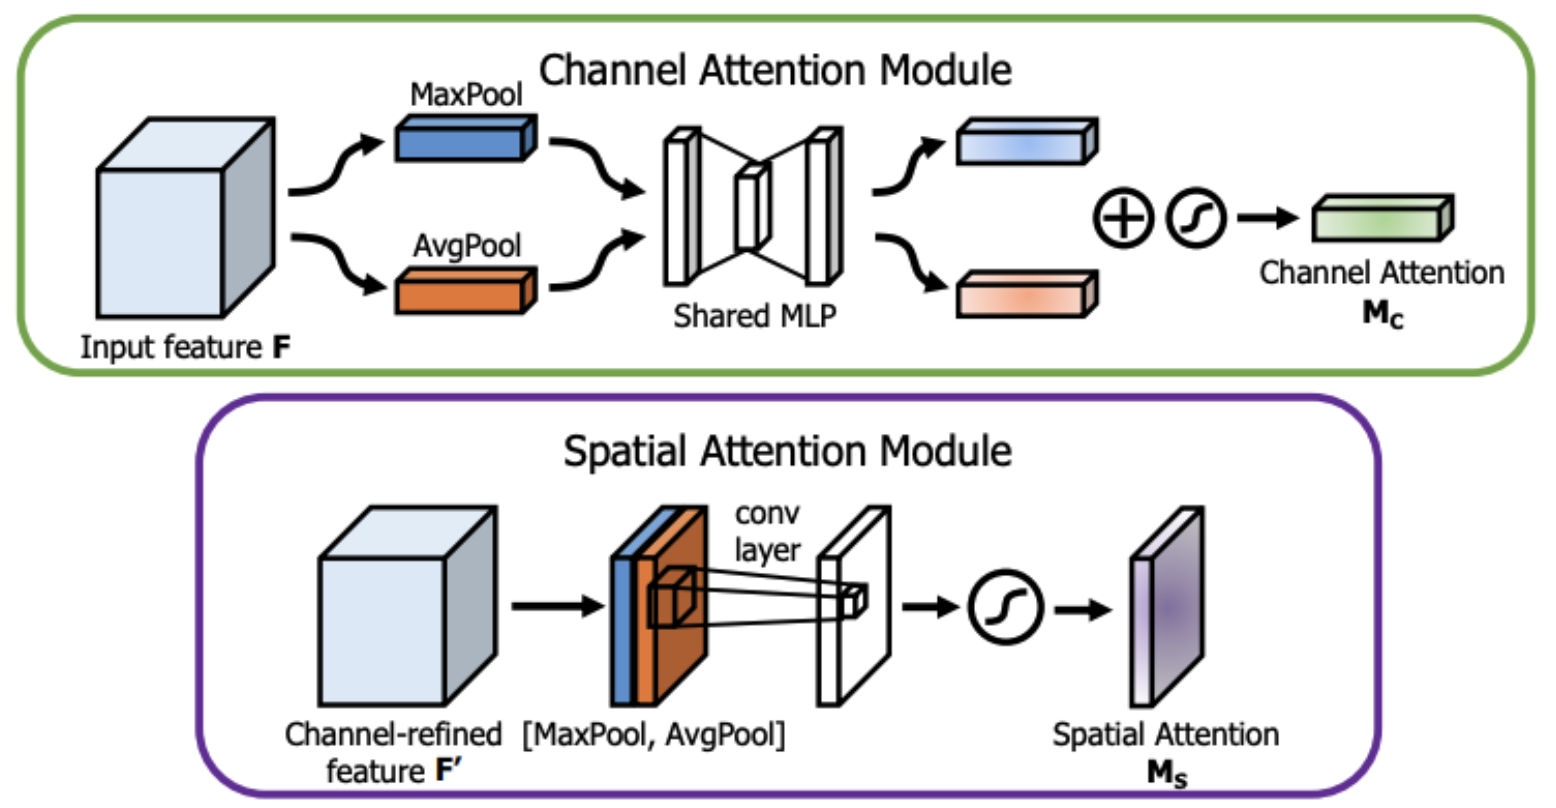 Channel Attention Module
MaxPool
AvgPool
Shared MLP
Input feature F
Channel Attention
Mc
Spatial Attention Module
conv
layer
Channel-refined
feature F’
[MaxPool, AvgPool]
Spatial Attention
Ms